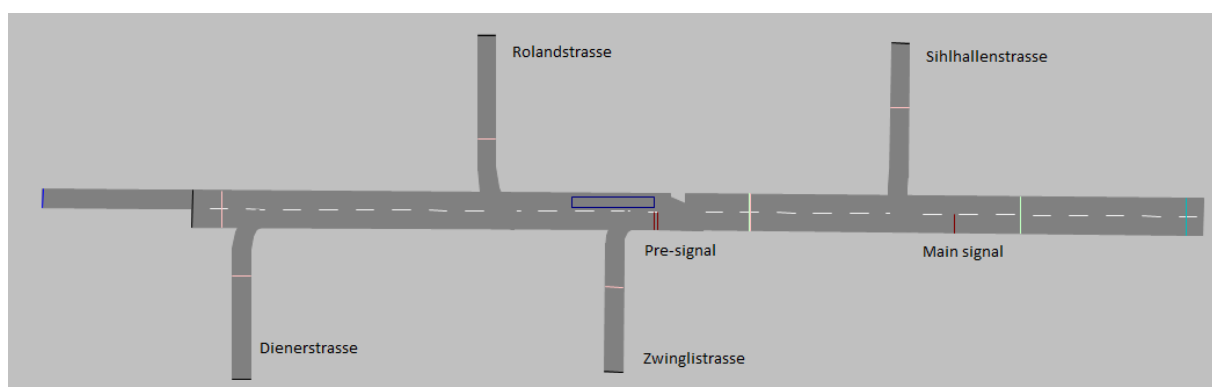 Rolandstrasse
Sihlhallenstrasse
Pre-signal
Main signal
Dienerstrasse
Zwinglistrasse